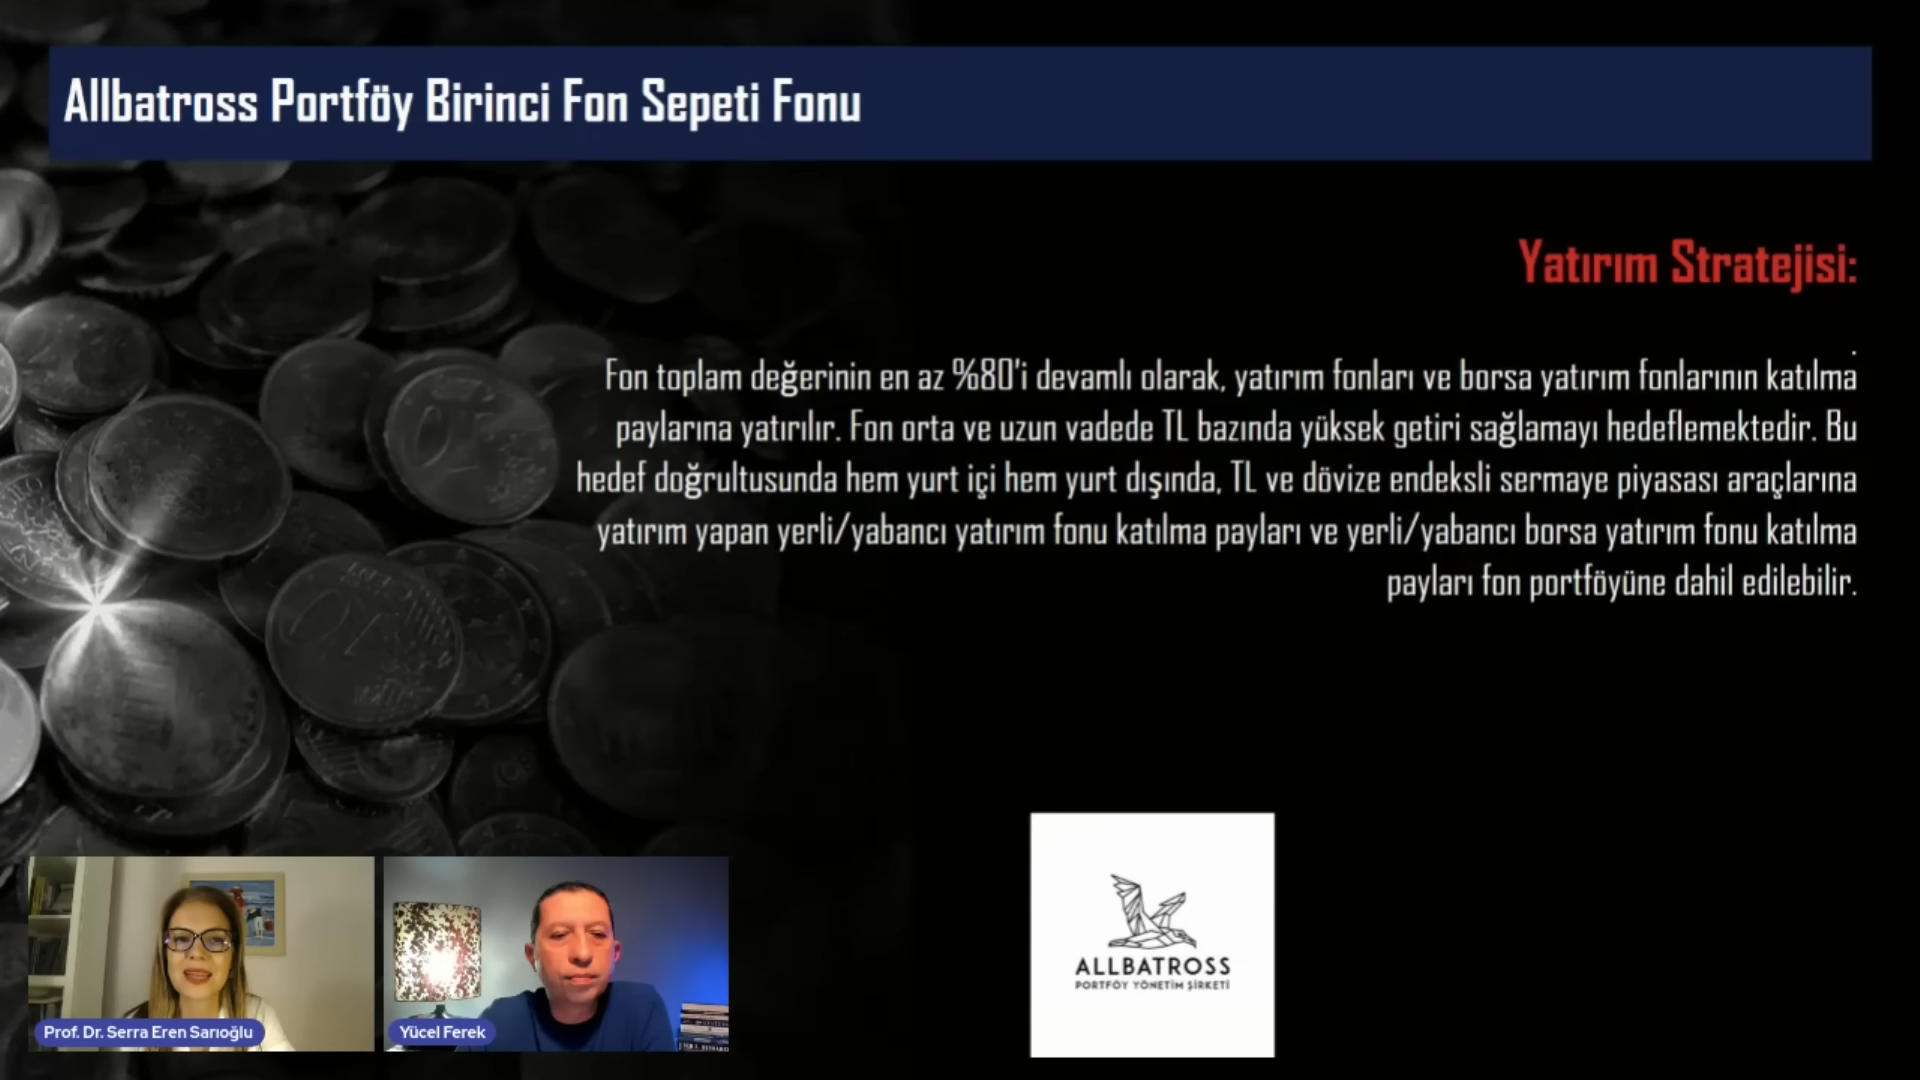 Allbatross Portföy Birinci Fon Sepeti Fonu
Yatırım Stratejisi:
.
Fon toplam değerinin en az %80'i devamlı olarak, yatırım fonları ve borsa yatırım fonlarının katılma
paylarına yatırılır. Fon orta ve uzun vadede TL bazında yüksek getiri sağlamayı hedeflemektedir. Bu
hedef doğrultusunda hem yurt içi hem yurt dışında, TL ve dövize endeksli sermaye piyasası araçlarına
yatırım yapan yerli/yabancı yatırım fonu katılma payları ve yerli/yabancı borsa yatırım fonu katılma
payları fon portföyüne dahil edilebilir.
ALLBATROSS
PORTFÖY YÖNETİM ŞİRKETİ
Prof. Dr. Serra Eren Sarıoğlu
Yücel Ferek